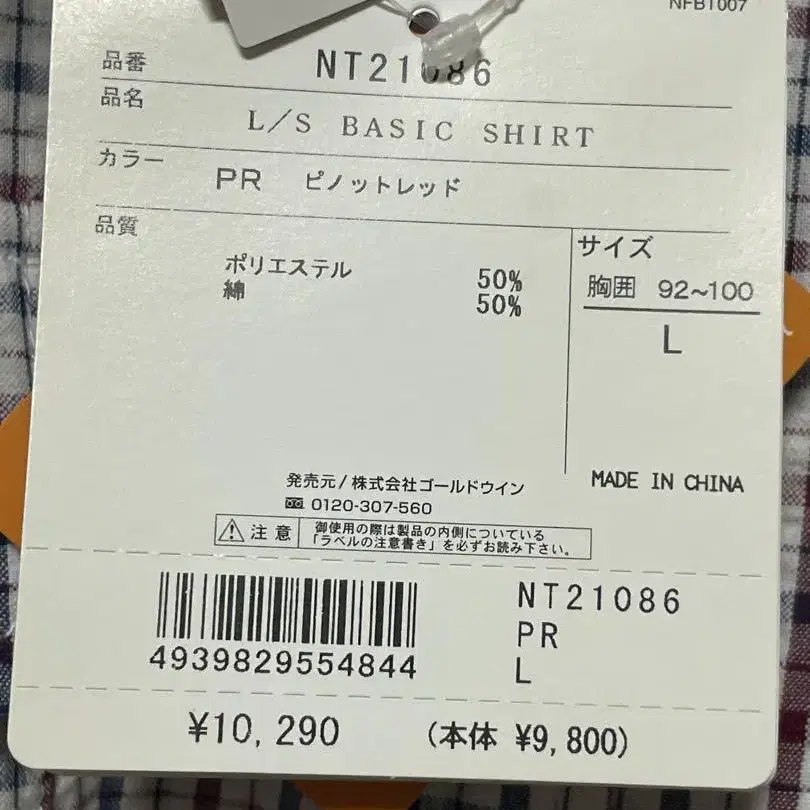 NFB1007
品番 NT21086
品名 L/S BASIC SHIRT
カラー PR ピノットレッド
品質
ポリエステル 50%
綿 50%
サイズ
胸囲 92~100
L
発売元/株式会社ゴールドウイン
0120-307-560
MADE IN CHINA
注意 御使用の際は製品の内側についている
「ラベルの注意書き」を必ずお読み下さい。
4939829554844
NT21086
PR
L
¥10,290 (本体 ¥9,800)